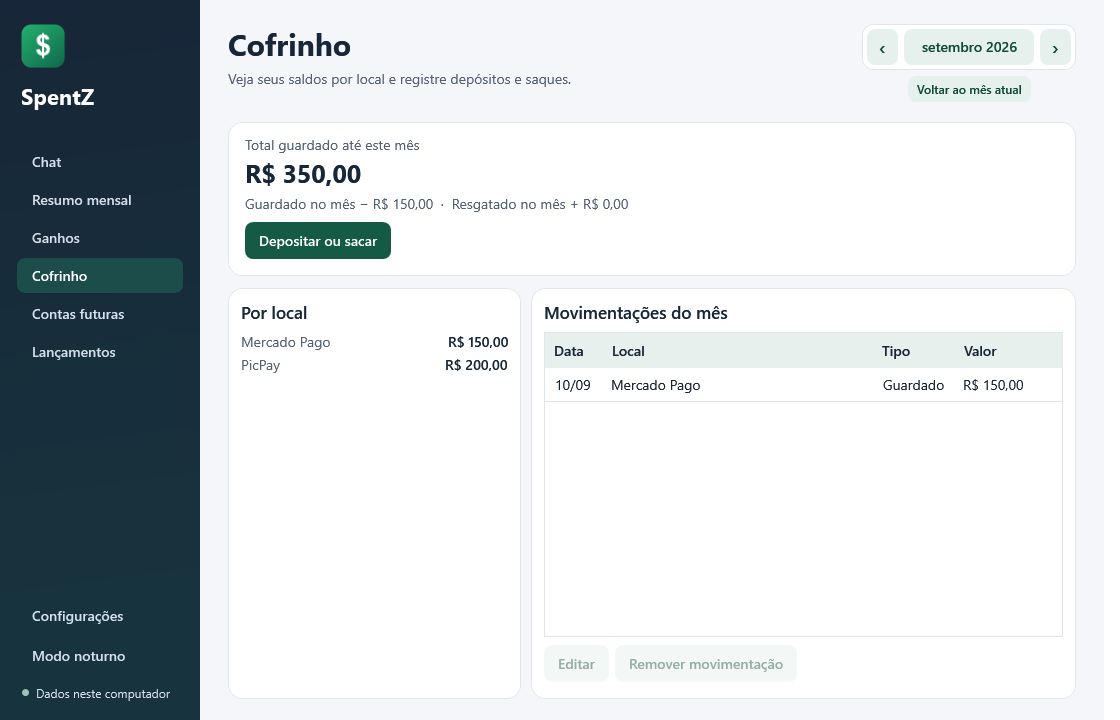 $
SpentZ
Chat
Resumo mensal
Ganhos
Cofrinho
Contas futuras
Lançamentos
Configurações
Modo noturno
Dados neste computador
Cofrinho
Veja seus saldos por local e registre depósitos e saques.
‹ setembro 2026 ›
Voltar ao mês atual
Total guardado até este mês
R$ 350,00
Guardado no mês − R$ 150,00 · Resgatado no mês + R$ 0,00
Depositar ou sacar
Por local
Mercado Pago R$ 150,00
PicPay R$ 200,00
Movimentações do mês
Data Local Tipo Valor
10/09 Mercado Pago Guardado R$ 150,00
Editar Remover movimentação